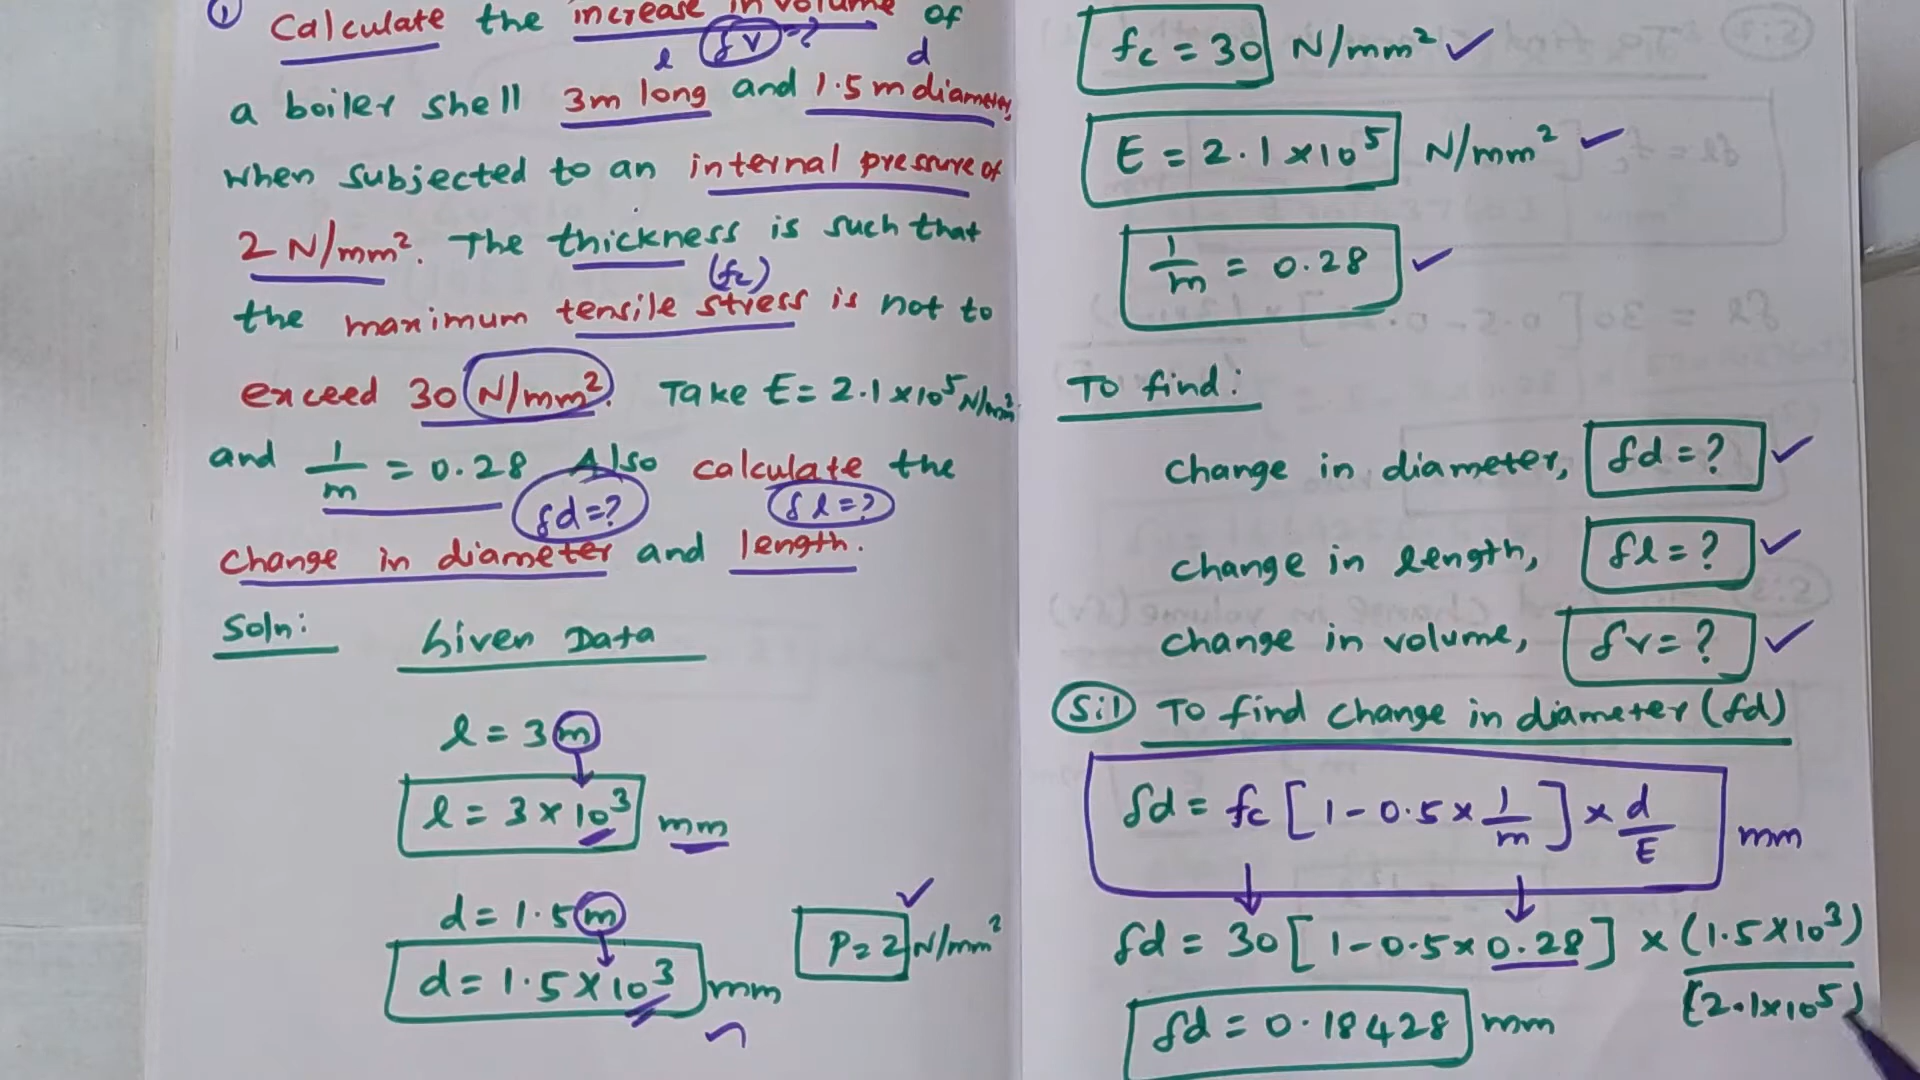 ① Calculate the increase in volume of
l δv=? d
a boiler shell 3m long and 1.5 m diameter,
when subjected to an internal pressure of
2 N/mm². The thickness is such that
(fc)
the maximum tensile stress is not to
exceed 30 N/mm². Take E = 2.1×10⁵ N/mm²
and 1/m = 0.28 Also calculate the
δd=? δl=?
change in diameter and length.
Soln: Given Data
l = 3 m
l = 3 × 10³ mm
d = 1.5 m
d = 1.5 × 10³ mm
P = 2 N/mm²
fc = 30 N/mm²
E = 2.1 × 10⁵ N/mm²
1/m = 0.28
To find:
change in diameter, δd = ?
change in length, δl = ?
change in volume, δv = ?
S:1 To find change in diameter (δd)
δd = fc [1 - 0.5 × 1/m] × d/E mm
δd = 30 [1 - 0.5 × 0.28] × (1.5×10³)/(2.1×10⁵)
δd = 0.18428 mm